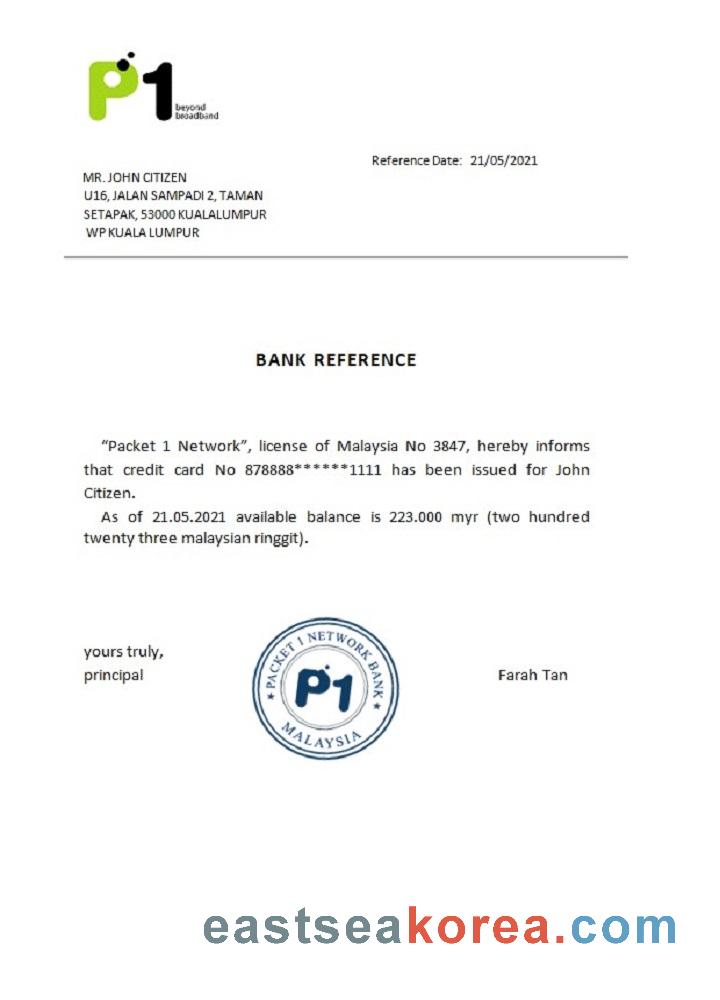 P1 beyond
broadband
Reference Date: 21/05/2021
MR. JOHN CITIZEN
U16, JALAN SAMPADI 2, TAMAN
SETAPAK, 53000 KUALALUMPUR
WP KUALA LUMPUR
BANK REFERENCE
“Packet 1 Network”, license of Malaysia No 3847, hereby informs
that credit card No 878888******1111 has been issued for John
Citizen.
As of 21.05.2021 available balance is 223.000 myr (two hundred
twenty three malaysian ringgit).
yours truly,
principal
PACKET 1 NETWORK BANK
P1
MALAYSIA
Farah Tan
eastseakorea.com